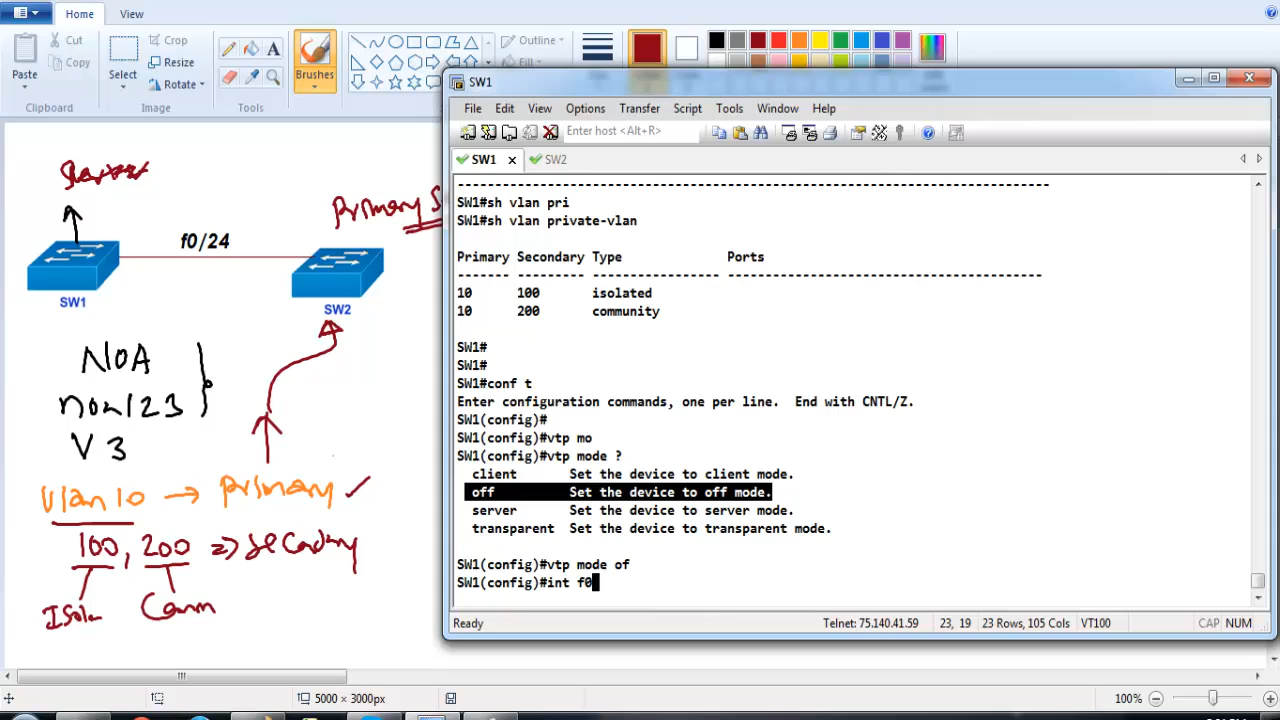 Home View
Cut
Copy
Paste
Clipboard
Crop
Resize
Rotate
Select
Image
A
Tools
Brushes
Outline
Fill
SW1
File Edit View Options Transfer Script Tools Window Help
Enter host <Alt+R>
SW1 x SW2
SW1#sh vlan pri
SW1#sh vlan private-vlan
Primary Secondary Type Ports
------- --------- ----------------- ------------------------------------------
10 100 isolated
10 200 community
SW1#
SW1#
SW1#conf t
Enter configuration commands, one per line. End with CNTL/Z.
SW1(config)#
SW1(config)#vtp mo
SW1(config)#vtp mode ?
client Set the device to client mode.
off Set the device to off mode.
server Set the device to server mode.
transparent Set the device to transparent mode.
SW1(config)#vtp mode of
SW1(config)#int f0
Ready Telnet: 75.140.41.59 23, 19 23 Rows, 105 Cols VT100 CAP NUM
Primary S
f0/24
SW1
SW2
NOA
noa123
V 3
Vlan 10 → primary ✓
100, 200 => secondary
Isola Comm
5000 × 3000px
100%